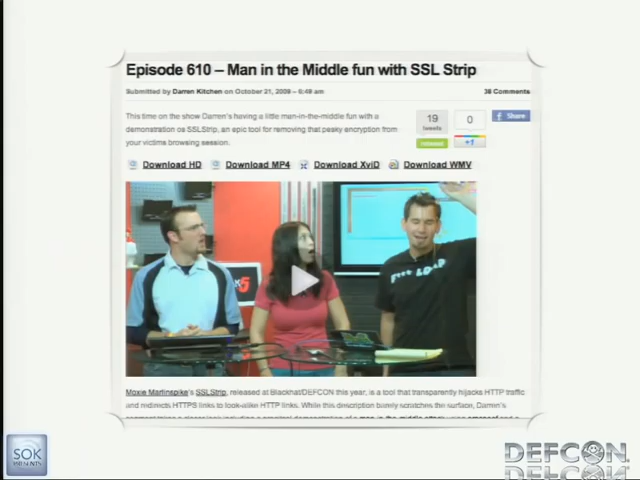 Episode 610 – Man in the Middle fun with SSL Strip
Submitted by Darren Kitchen on October 21, 2009 – 6:49 am
38 Comments
This time on the show Darren's having a little man-in-the-middle fun with a
demonstration os SSLStrip, an epic tool for removing that peaky encryption from
your victims browsing session.
19
tweets
retweet
0
+1
Share
Download HD Download MP4 Download XviD Download WMV
5
Moxie Marlinspike's SSLStrip, released at Blackhat/DEFCON this year, is a tool that transparently hijacks HTTP traffic
and redirects HTTPS links to look-alike HTTP links. While this description barely scratches the surface, Darren's
SOK
PRESENTS
DEFCON